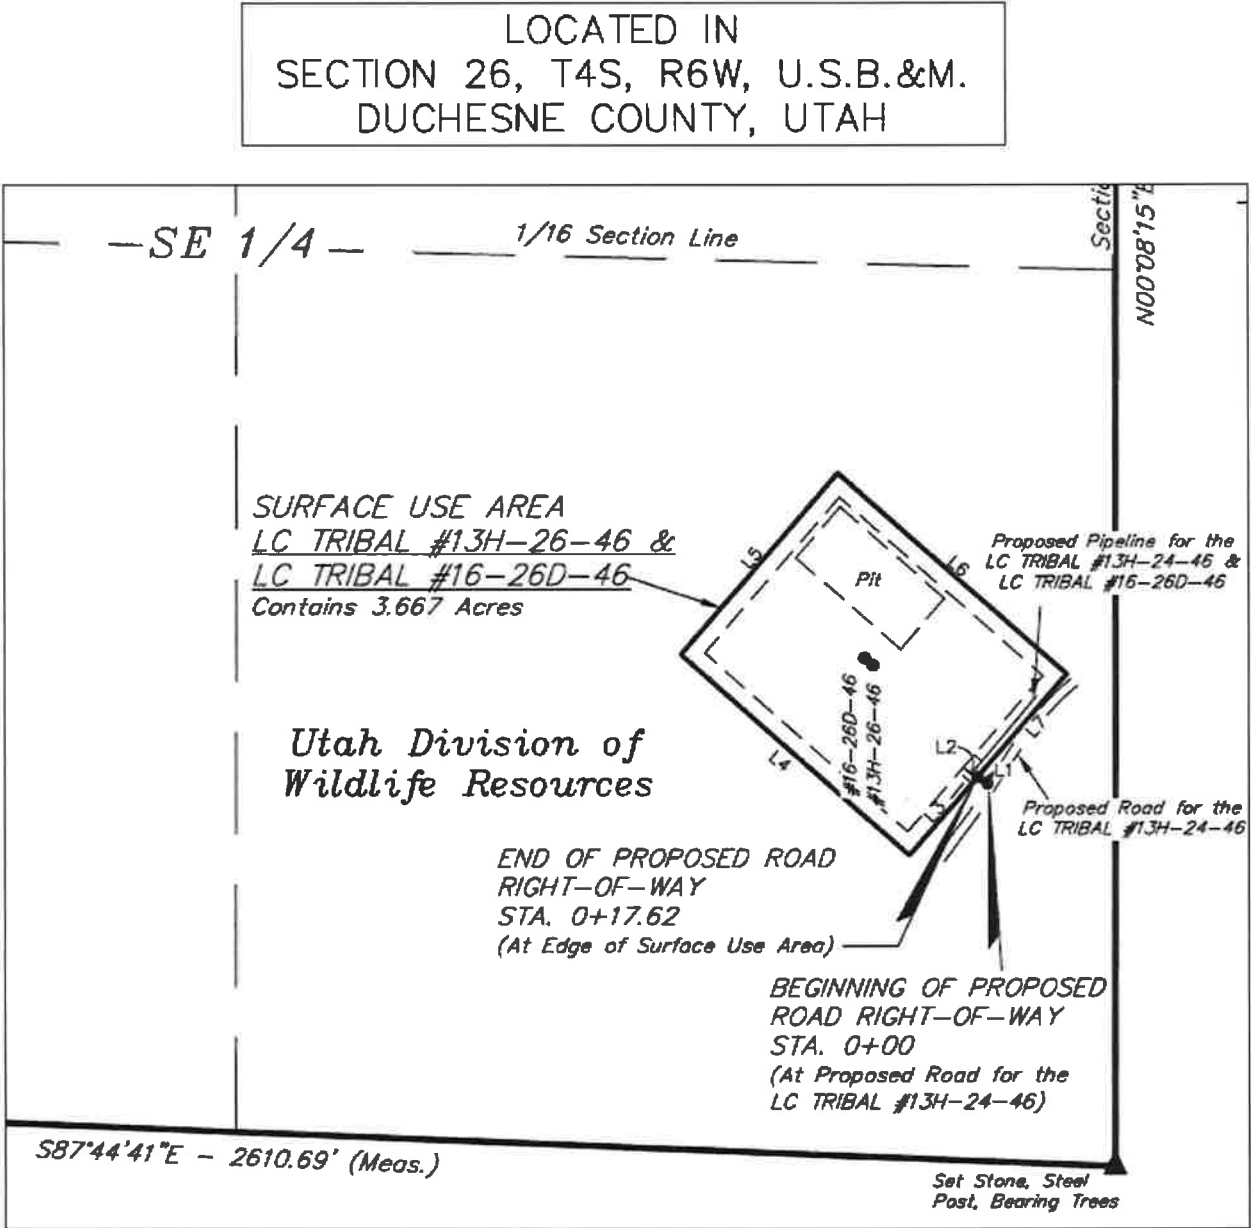 LOCATED IN
SECTION 26, T4S, R6W, U.S.B.&M.
DUCHESNE COUNTY, UTAH
SE 1/4
1/16 Section Line
Secti
N00°08'15"E
SURFACE USE AREA
LC TRIBAL #13H-26-46 &
LC TRIBAL #16-26D-46
Contains 3.667 Acres
L5
Pit
L6
Proposed Pipeline for the
LC TRIBAL #13H-24-46 &
LC TRIBAL #16-26D-46
#16-26D-46
#13H-26-46
Utah Division of
Wildlife Resources
L4
L2
L7
L1
L3
Proposed Road for the
LC TRIBAL #13H-24-46
END OF PROPOSED ROAD
RIGHT-OF-WAY
STA. 0+17.62
(At Edge of Surface Use Area)
BEGINNING OF PROPOSED
ROAD RIGHT-OF-WAY
STA. 0+00
(At Proposed Road for the
LC TRIBAL #13H-24-46)
S87°44'41"E - 2610.69' (Meas.)
Set Stone, Steel
Post, Bearing Trees